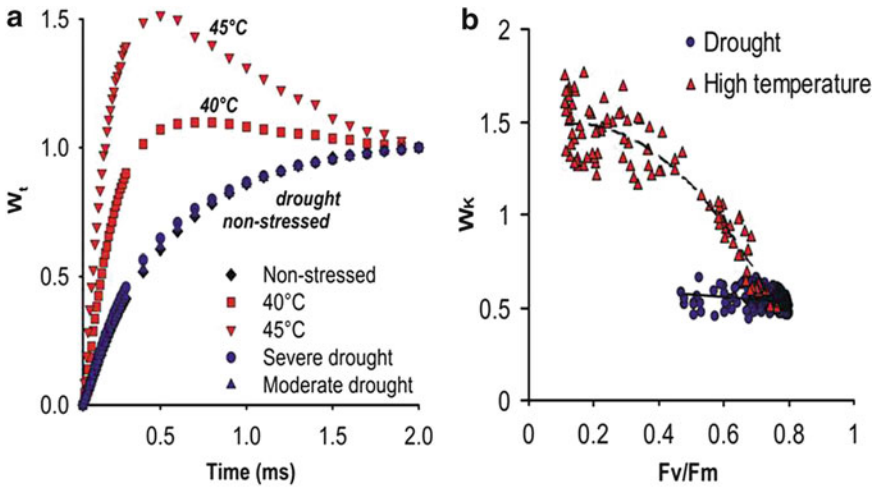 a
1.5
1.0
0.5
0.0
Wt
45°C
40°C
drought
non-stressed
Non-stressed
40°C
45°C
Severe drought
Moderate drought
0.5
1.0
1.5
2.0
Time (ms)
b
2
1.5
1
0.5
0
WK
Drought
High temperature
0
0.2
0.4
0.6
0.8
1
Fv/Fm